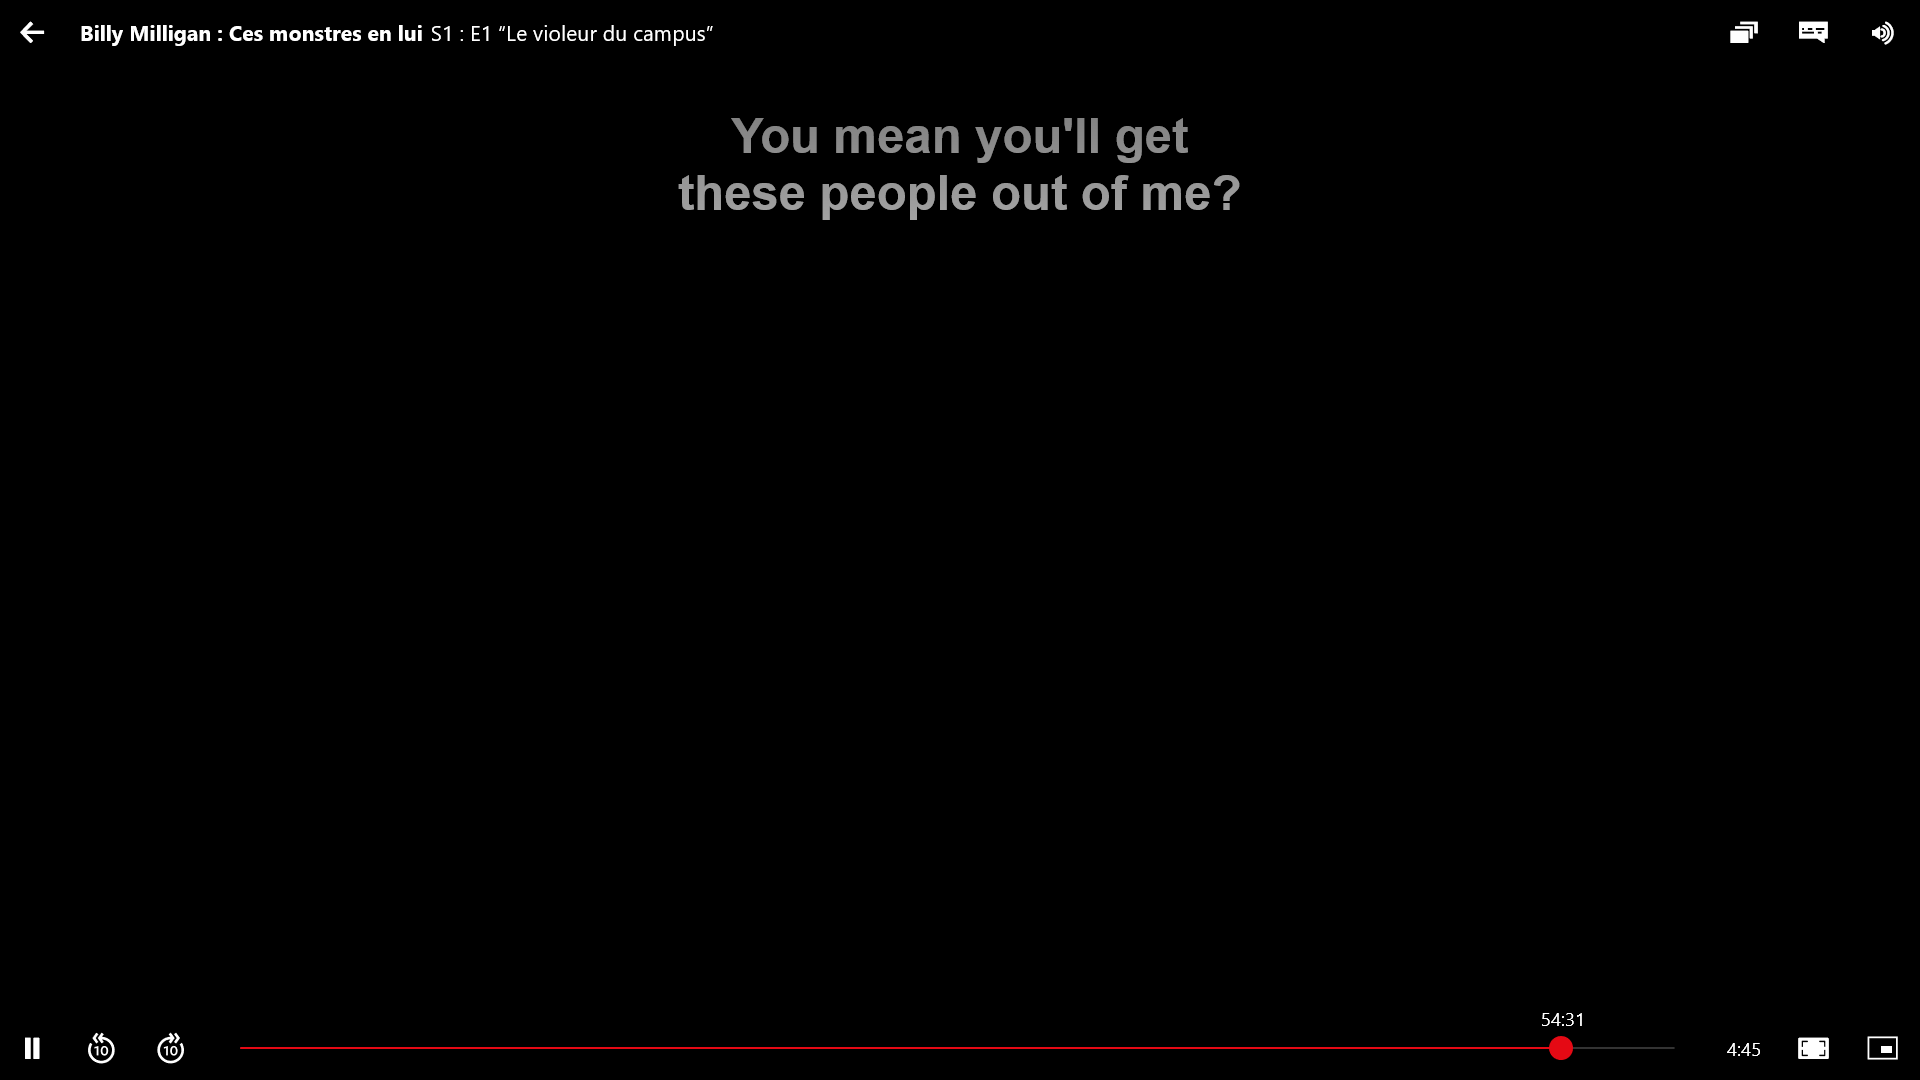 Billy Milligan : Ces monstres en lui S1 : E1 “Le violeur du campus”
You mean you'll get
these people out of me?
54:31
10
10
4:45